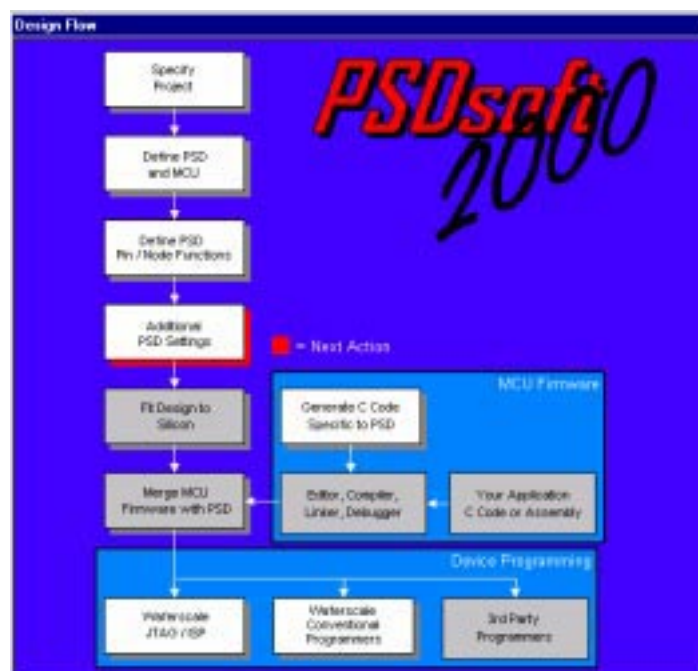 Design Flow
PSDsoft
2000
Specify
Project
Define PSD
and MCU
Define PSD
Pin / Node Functions
Additional
PSD Settings
= Next Action
Fit Design to
Silicon
MCU Firmware
Generate C Code
Specific to PSD
Merge MCU
Firmware with PSD
Editor, Compiler,
Linker, Debugger
Your Application
C Code or Assembly
Device Programming
Waferscale
JTAG / ISP
Waferscale
Conventional
Programmers
3rd Party
Programmers